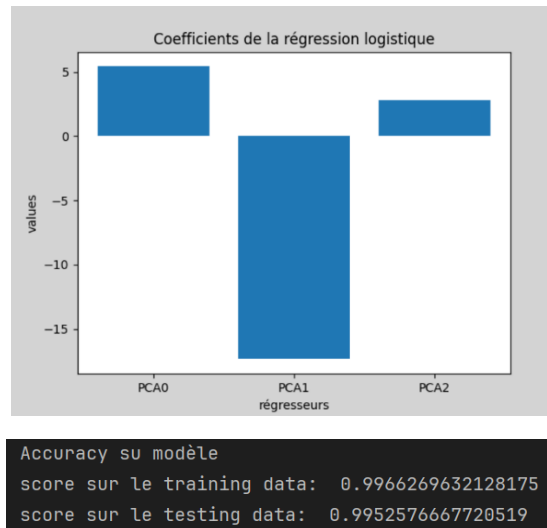 Coefficients de la régression logistique
5
0
−5
−10
−15
values
PCA0 PCA1 PCA2
régresseurs
Accuracy su modèle
score sur le training data: 0.9966269632128175
score sur le testing data: 0.9952576667720519